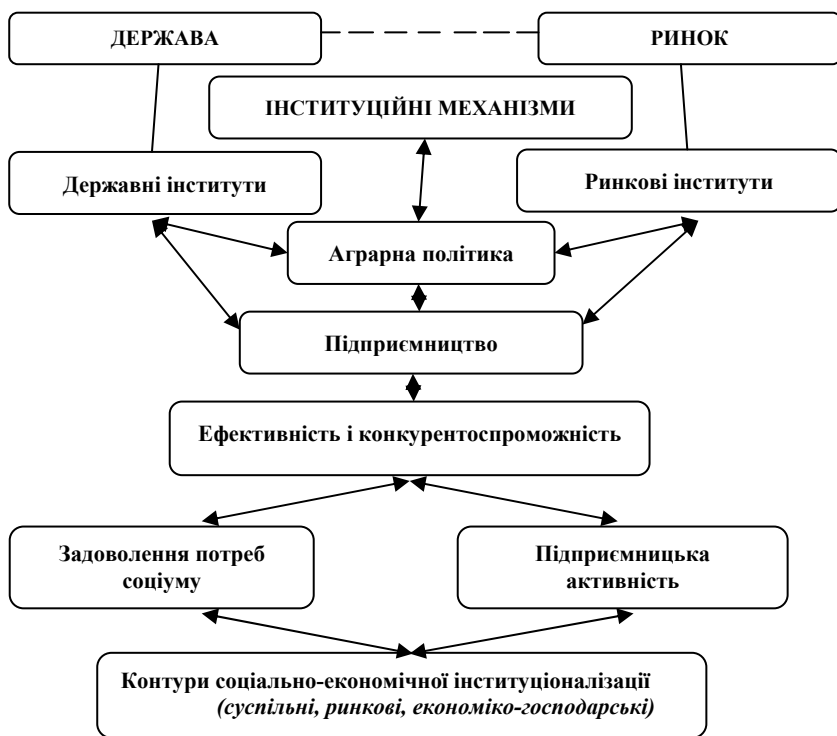 ДЕРЖАВА
РИНОК
ІНСТИТУЦІЙНІ МЕХАНІЗМИ
Державні інститути
Ринкові інститути
Аграрна політика
Підприємництво
Ефективність і конкурентоспроможність
Задоволення потреб
соціуму
Підприємницька
активність
Контури соціально-економічної інституціоналізації
(суспільні, ринкові, економіко-господарські)